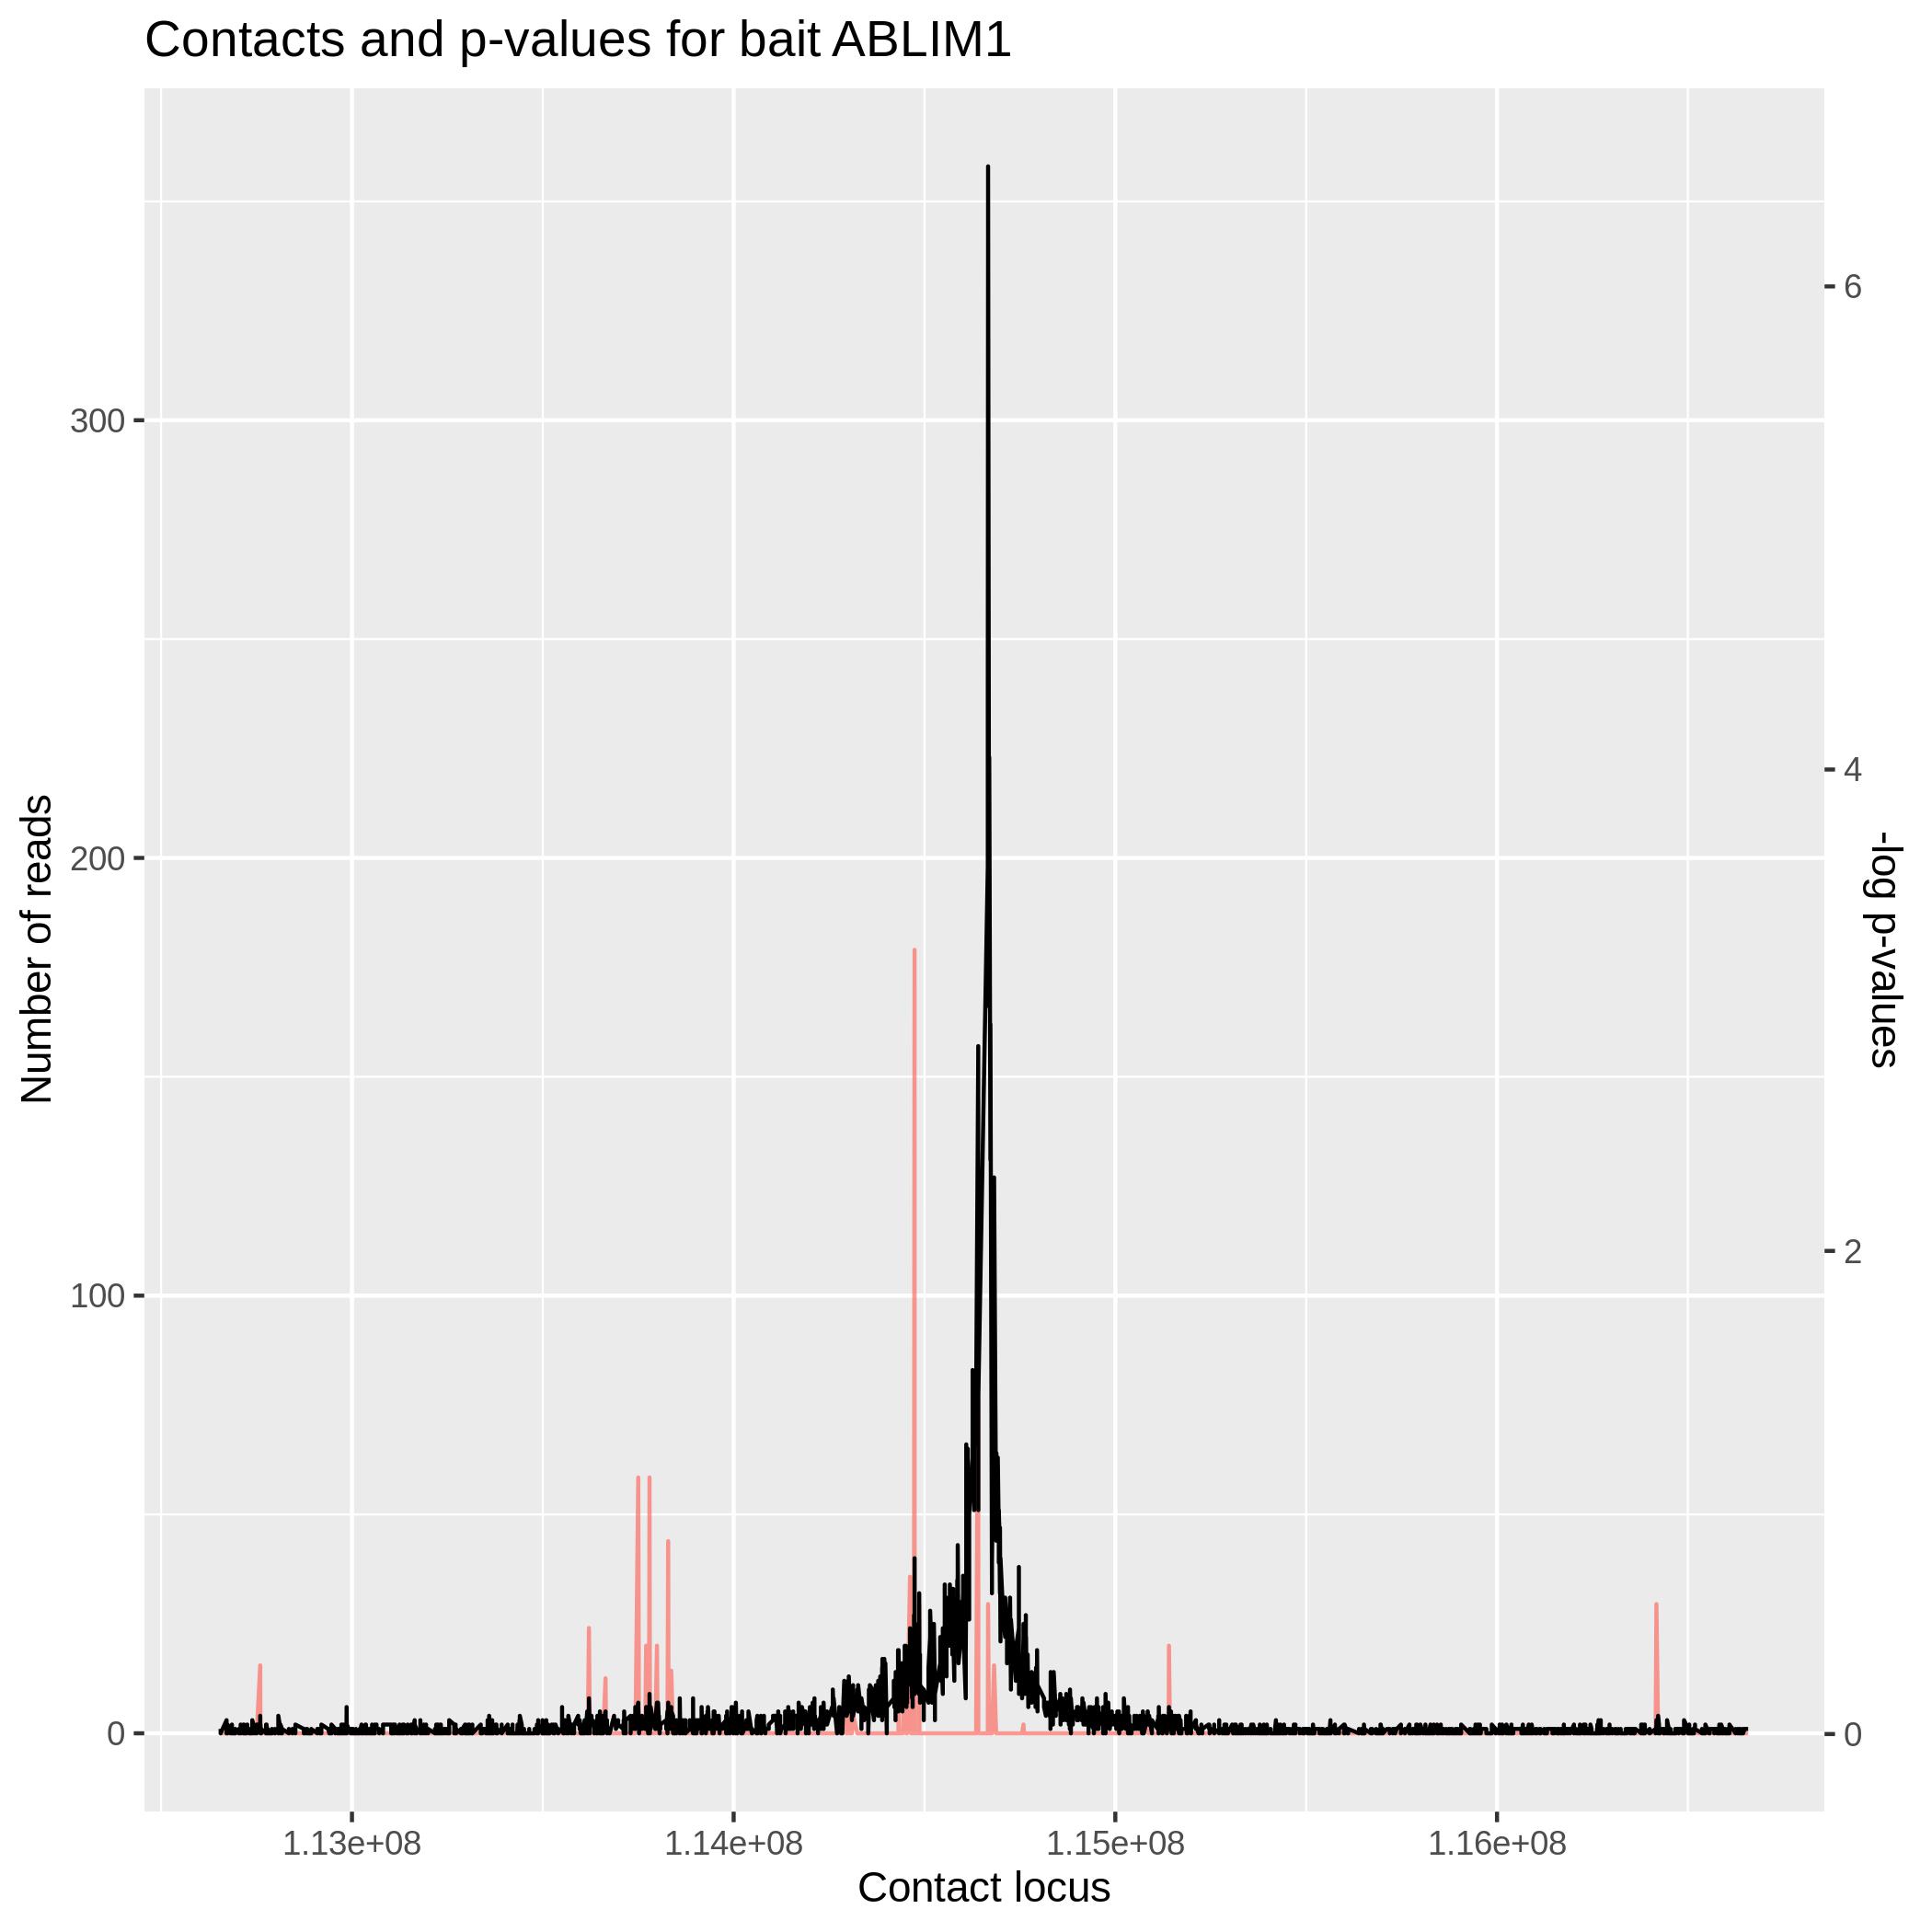 Contacts and p-values for bait ABLIM1
Number of reads
300
200
100
0
6
4
2
0
-log p-values
1.13e+08 1.14e+08 1.15e+08 1.16e+08
Contact locus